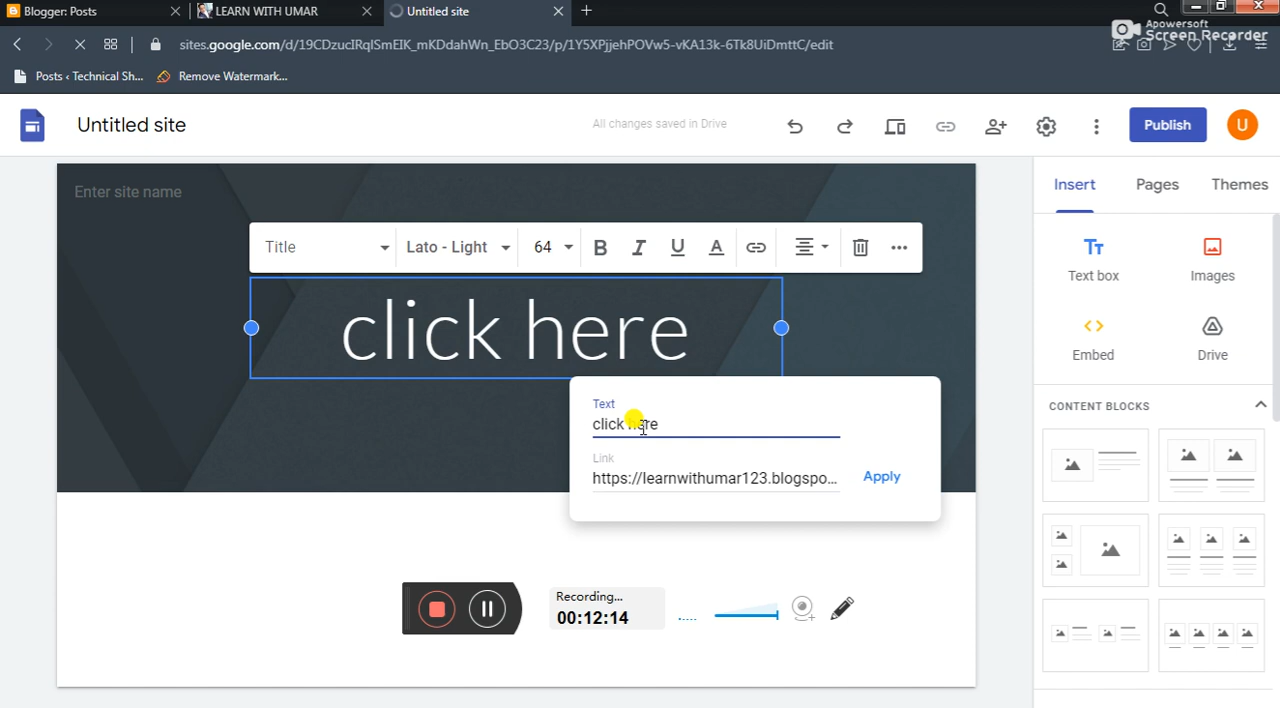 Blogger: Posts
LEARN WITH UMAR
Untitled site
Apowersoft
Screen Recorder
sites.google.com/d/19CDzucIRqISmEIK_mKDdahWn_EbO3C23/p/1Y5XPjjehPOVw5-vKA13k-6Tk8UiDmttC/edit
Posts ‹ Technical Sh...
Remove Watermark...
Untitled site
All changes saved in Drive
Publish
U
Enter site name
Insert
Pages
Themes
Title
Lato - Light
64
B
I
U
A
Text box
Images
click here
Embed
Drive
Text
click here
CONTENT BLOCKS
Link
https://learnwithumar123.blogspo...
Apply
Recording...
00:12:14